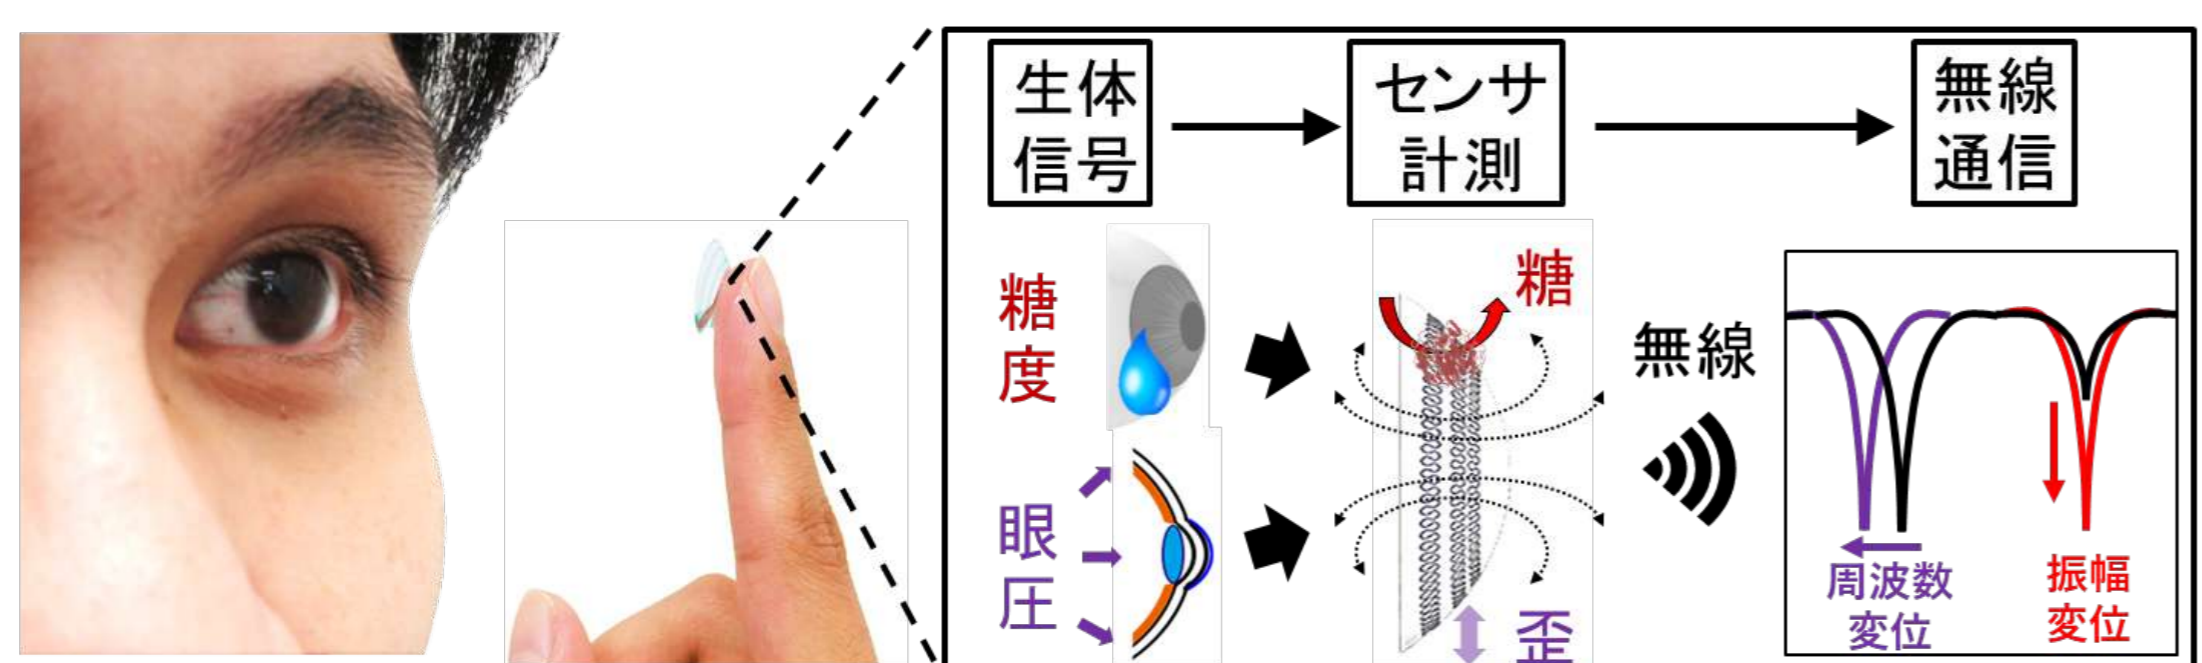 生体
信号
センサ
計測
無線
通信
糖
度
糖
無線
眼
圧
歪
周波数
変位
振幅
変位